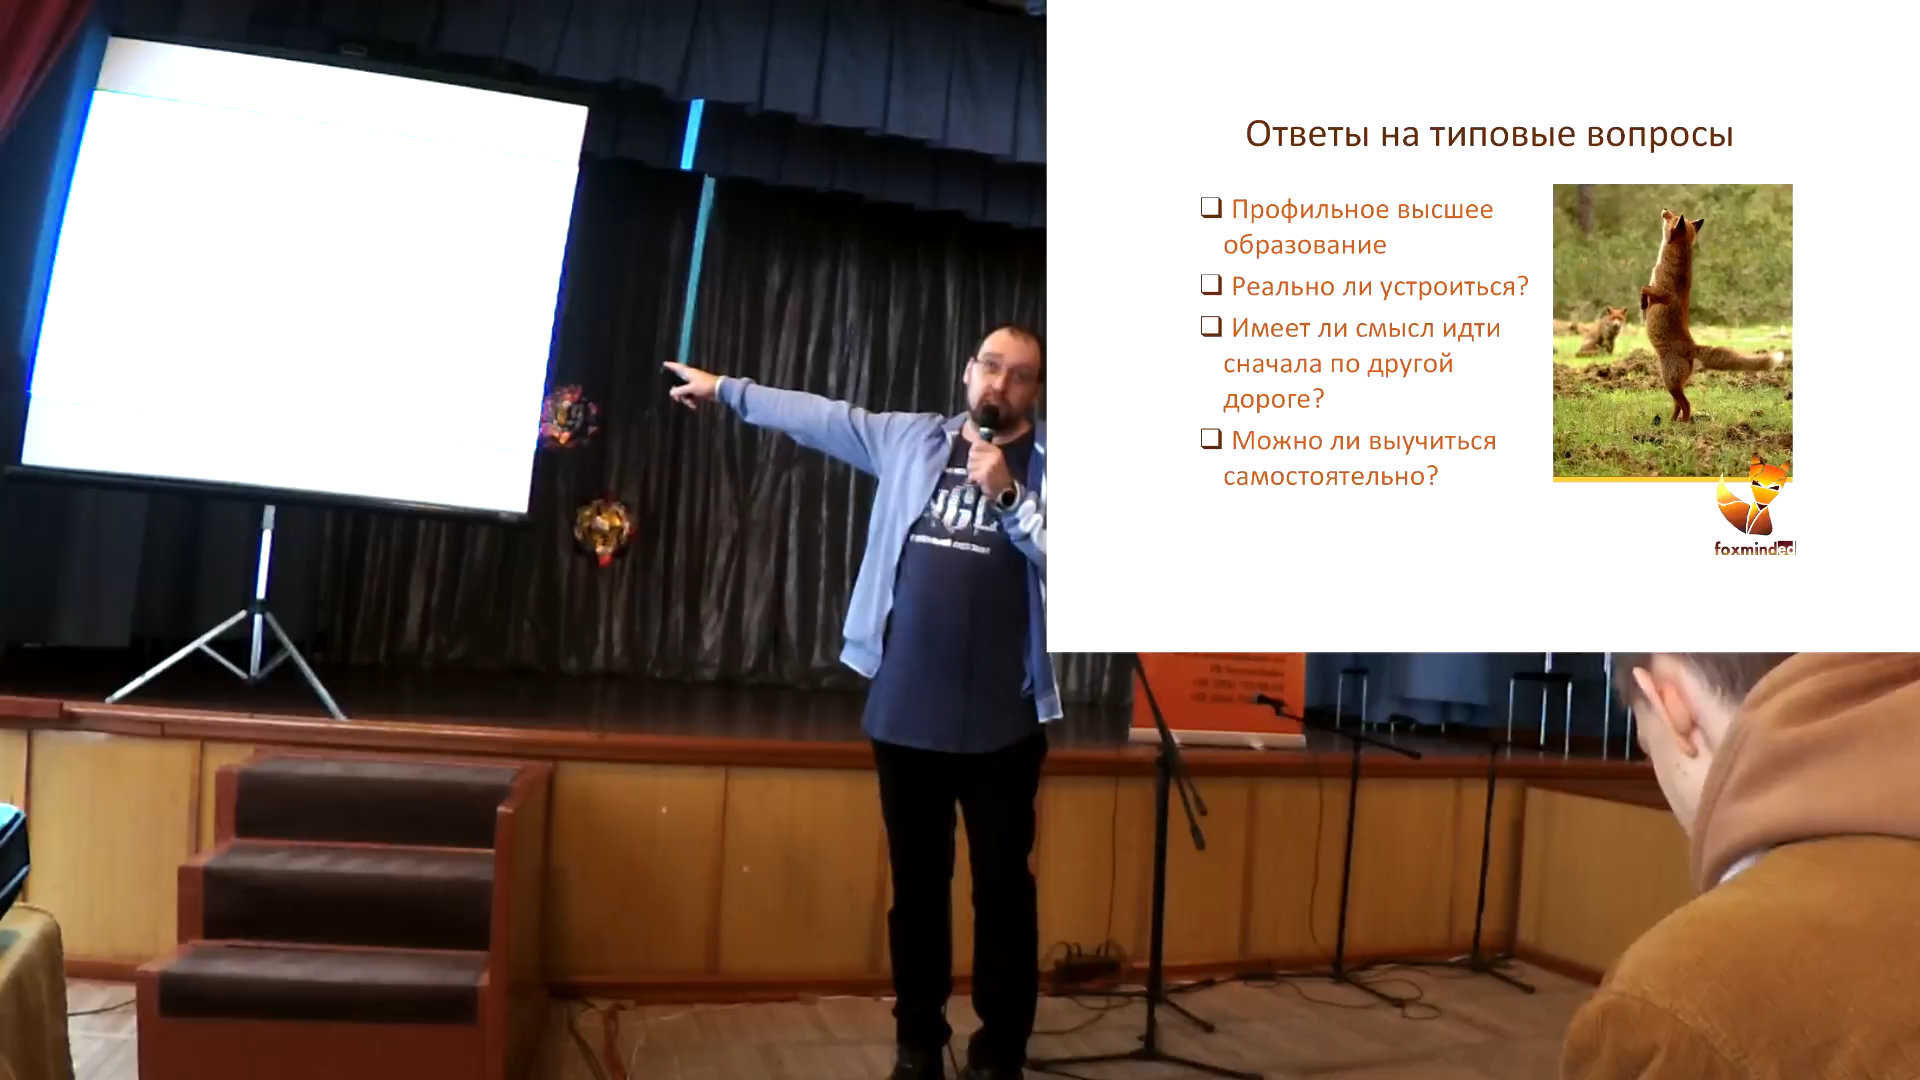 Ответы на типовые вопросы
Профильное высшее
образование
Реально ли устроиться?
Имеет ли смысл идти
сначала по другой
дороге?
Можно ли выучиться
самостоятельно?
foxminded